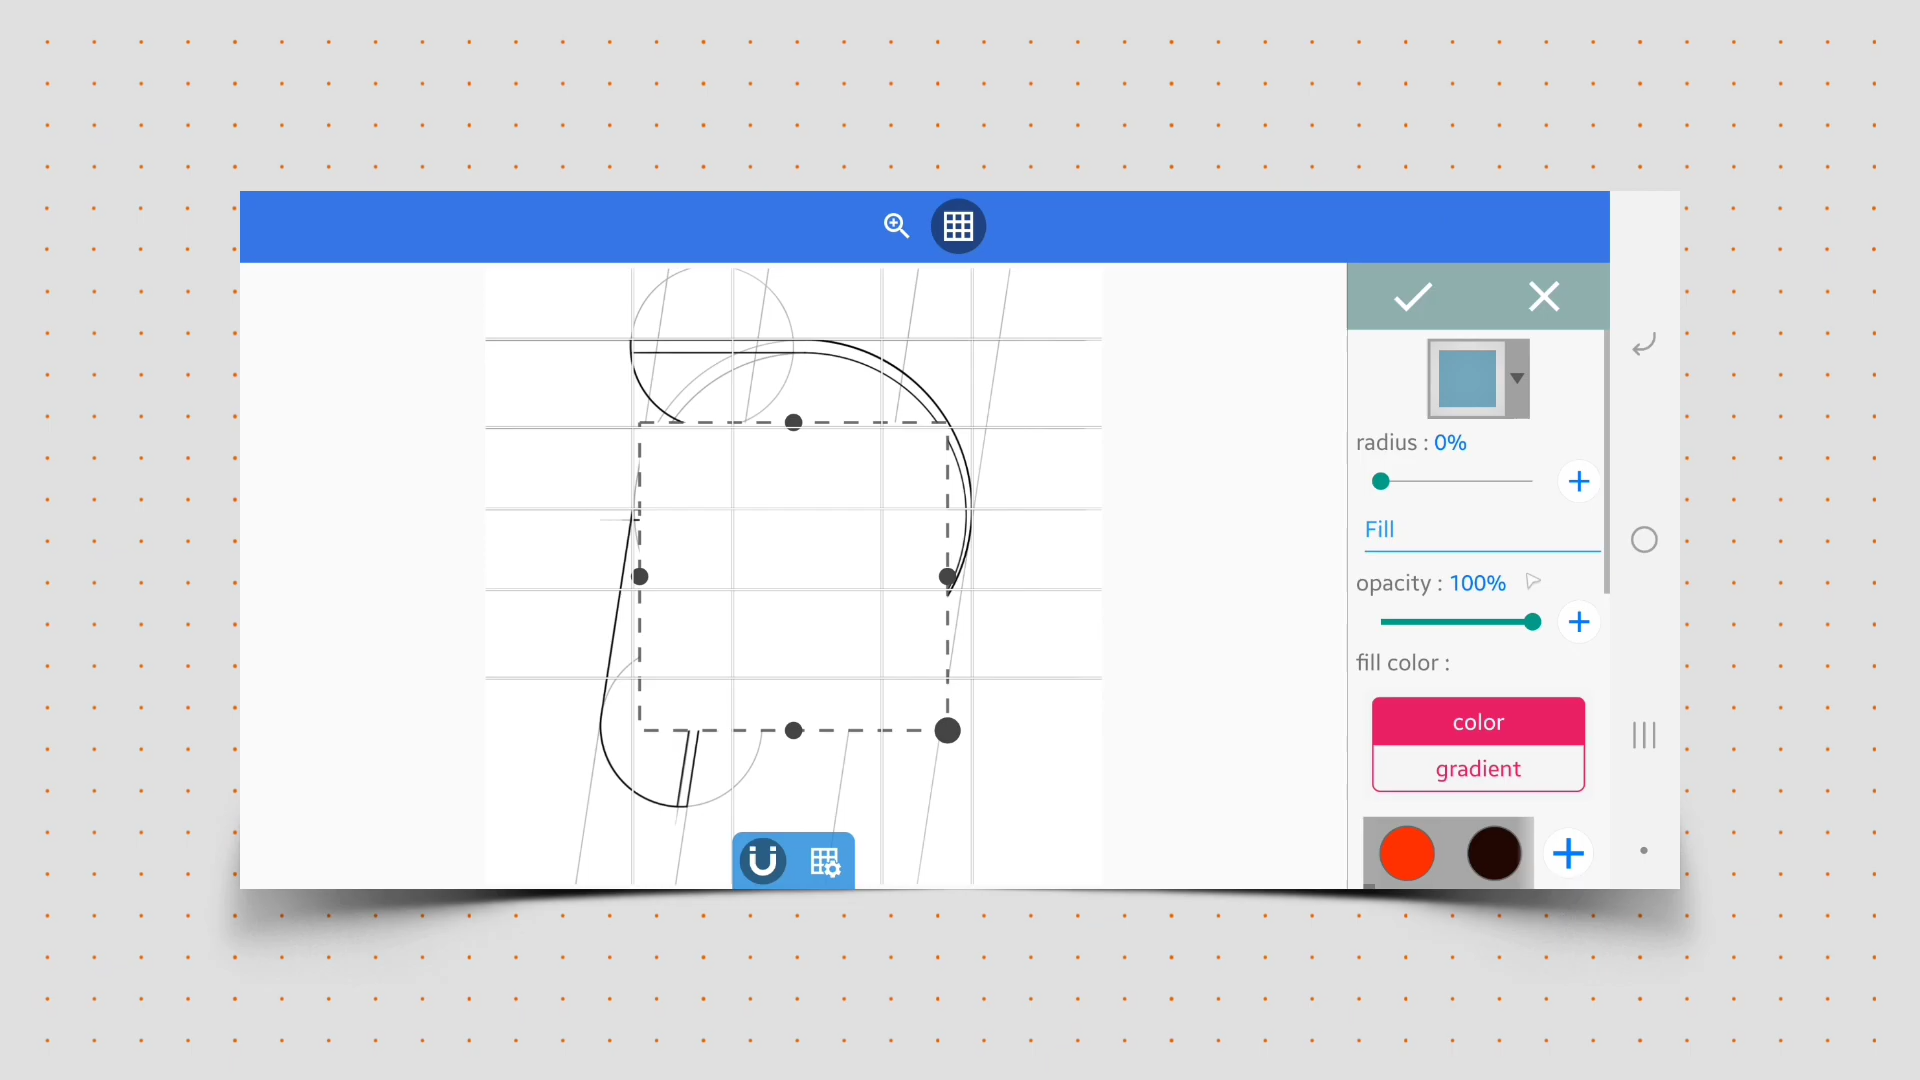 radius : 0%
Fill
opacity : 100%
fill color :
color
gradient